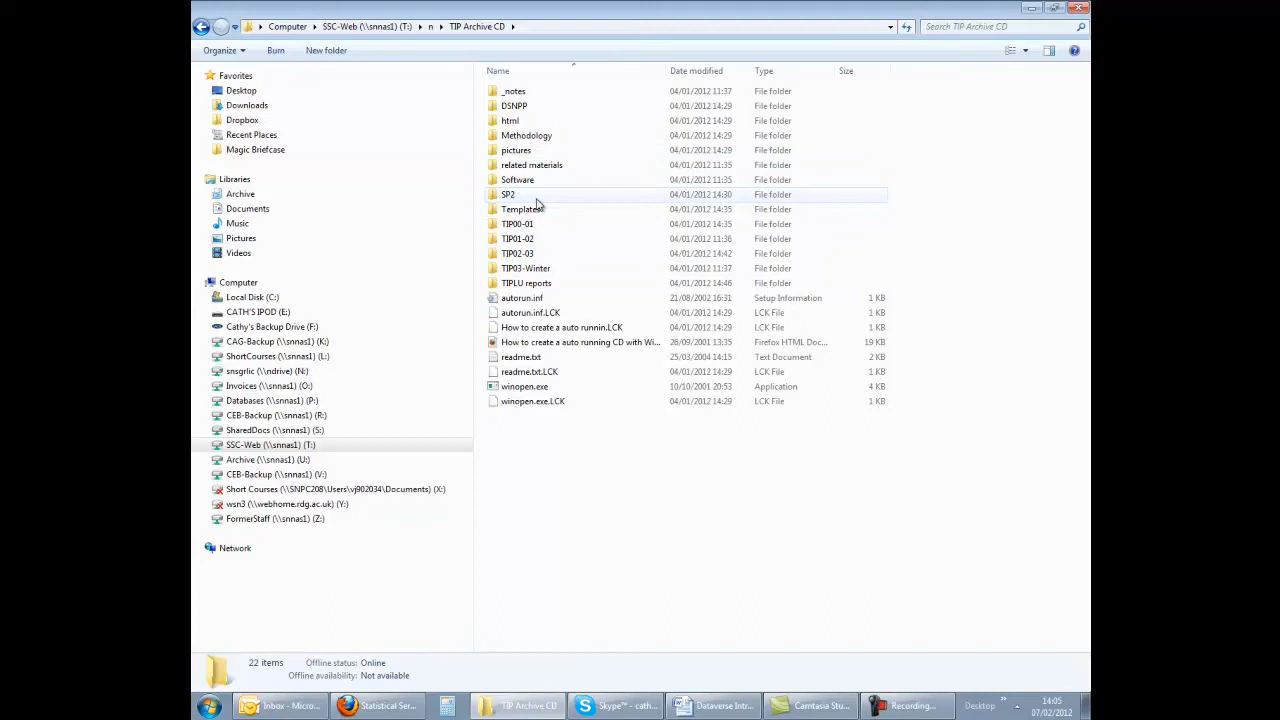 Computer SSC-Web (\\snnas1) (T:) n TIP Archive CD
Search TIP Archive CD
Organize Burn New folder
Name Date modified Type Size
Favorites
Desktop
Downloads
Dropbox
Recent Places
Magic Briefcase
Libraries
Archive
Documents
Music
Pictures
Videos
Computer
Local Disk (C:)
CATH'S IPOD (E:)
Cathy's Backup Drive (F:)
CAG-Backup (\\snnas1) (K:)
ShortCourses (\\snnas1) (L:)
snsgrlic (\\ndrive) (N:)
Invoices (\\snnas1) (O:)
Databases (\\snnas1) (P:)
CEB-Backup (\\snnas1) (R:)
SharedDocs (\\snnas1) (S:)
SSC-Web (\\snnas1) (T:)
Archive (\\snnas1) (U:)
CEB-Backup (\\snnas1) (V:)
Short Courses (\\SNPC208\Users\vj902034\Documents) (X:)
wsn3 (\\webhome.rdg.ac.uk) (Y:)
FormerStaff (\\snnas1) (Z:)
Network
_notes 04/01/2012 11:37 File folder
DSNPP 04/01/2012 14:29 File folder
html 04/01/2012 14:29 File folder
Methodology 04/01/2012 14:29 File folder
pictures 04/01/2012 14:29 File folder
related materials 04/01/2012 11:35 File folder
Software 04/01/2012 11:35 File folder
SP2 04/01/2012 14:30 File folder
Templates 04/01/2012 14:35 File folder
TIP00-01 04/01/2012 14:35 File folder
TIP01-02 04/01/2012 11:36 File folder
TIP02-03 04/01/2012 14:42 File folder
TIP03-Winter 04/01/2012 11:37 File folder
TIPLU reports 04/01/2012 14:46 File folder
autorun.inf 21/08/2002 16:31 Setup Information 1 KB
autorun.inf.LCK 04/01/2012 14:29 LCK File 1 KB
How to create a auto runnin.LCK 04/01/2012 14:29 LCK File 1 KB
How to create a auto running CD with Wi... 26/09/2001 13:35 Firefox HTML Doc... 19 KB
readme.txt 25/03/2004 14:15 Text Document 2 KB
readme.txt.LCK 04/01/2012 14:29 LCK File 1 KB
winopen.exe 10/10/2001 20:53 Application 4 KB
winopen.exe.LCK 04/01/2012 14:29 LCK File 1 KB
22 items Offline status: Online
Offline availability: Not available
Inbox - Micro... Statistical Ser... TIP Archive CD Skype™ - cath... Dataverse Intr... Camtasia Stu... Recording... Desktop 14:05
07/02/2012